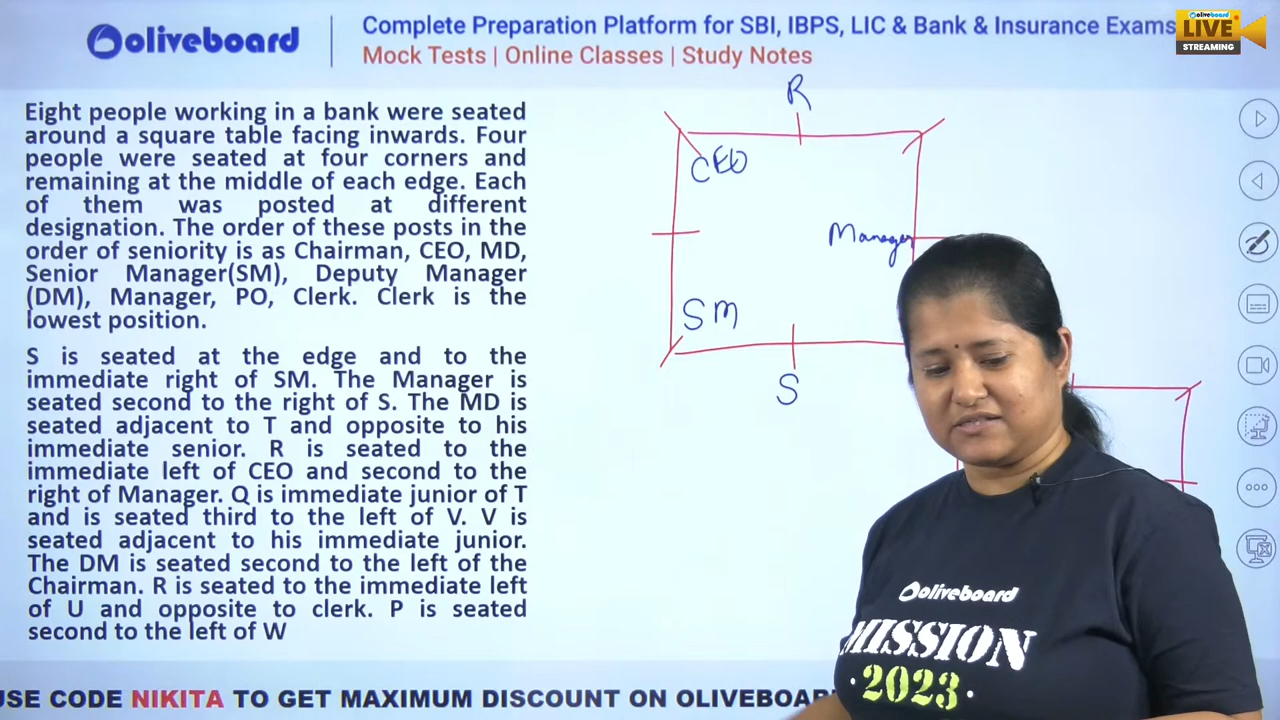 oliveboard
Complete Preparation Platform for SBI, IBPS, LIC & Bank & Insurance Exams
Mock Tests | Online Classes | Study Notes
oliveboard
LIVE
STREAMING
Eight people working in a bank were seated
around a square table facing inwards. Four
people were seated at four corners and
remaining at the middle of each edge. Each
of them was posted at different
designation. The order of these posts in the
order of seniority is as Chairman, CEO, MD,
Senior Manager(SM), Deputy Manager
(DM), Manager, PO, Clerk. Clerk is the
lowest position.
S is seated at the edge and to the
immediate right of SM. The Manager is
seated second to the right of S. The MD is
seated adjacent to T and opposite to his
immediate senior. R is seated to the
immediate left of CEO and second to the
right of Manager. Q is immediate junior of T
and is seated third to the left of V. V is
seated adjacent to his immediate junior.
The DM is seated second to the left of the
Chairman. R is seated to the immediate left
of U and opposite to clerk. P is seated
second to the left of W
R
CEO
Manager
SM
S
oliveboard
MISSION
·2023·
USE CODE NIKITA TO GET MAXIMUM DISCOUNT ON OLIVEBOA